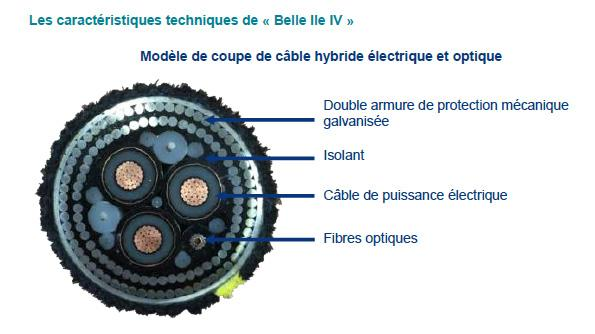 Les caractéristiques techniques de « Belle Ile IV »
Modèle de coupe de câble hybride électrique et optique
Double armure de protection mécanique
galvanisée
Isolant
Câble de puissance électrique
Fibres optiques